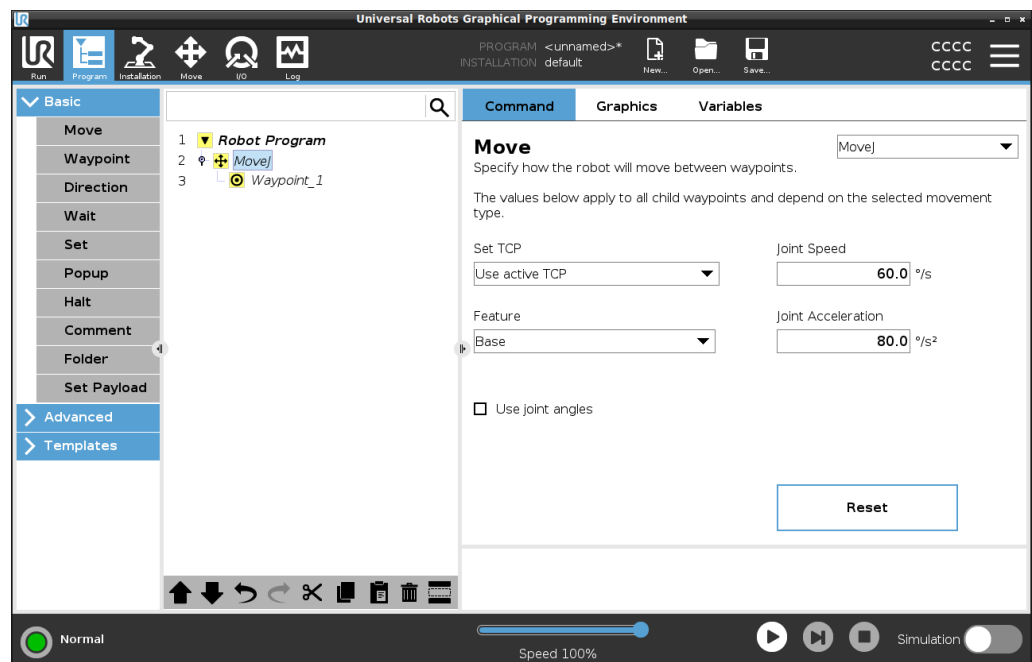 Universal Robots Graphical Programming Environment
UR
PROGRAM <unnamed>*
INSTALLATION default
Run
Program
Installation
Move
I/O
Log
New...
Open...
Save...
CCCC
CCCC
Basic
Move
Waypoint
Direction
Wait
Set
Popup
Halt
Comment
Folder
Set Payload
Advanced
Templates
1 Robot Program
2 MoveJ
3 Waypoint_1
Command Graphics Variables
Move
MoveJ
Specify how the robot will move between waypoints.
The values below apply to all child waypoints and depend on the selected movement
type.
Set TCP
Use active TCP
Joint Speed
60.0 °/s
Feature
Base
Joint Acceleration
80.0 °/s²
Use joint angles
Reset
Normal
Speed 100%
Simulation